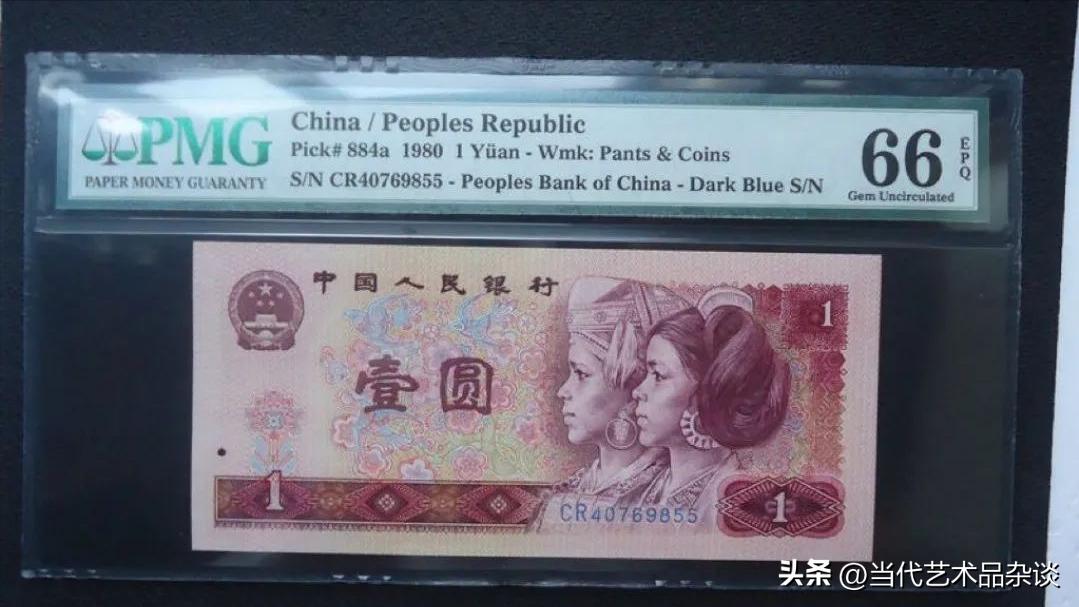 PMG
PAPER MONEY GUARANTY
China / Peoples Republic
Pick# 884a 1980 1 Yüan - Wmk: Pants & Coins
S/N CR40769855 - Peoples Bank of China - Dark Blue S/N
66
EPQ
Gem Uncirculated
中国人民银行
1
壹圆
1
CR40769855
1
头条 @当代艺术品杂谈